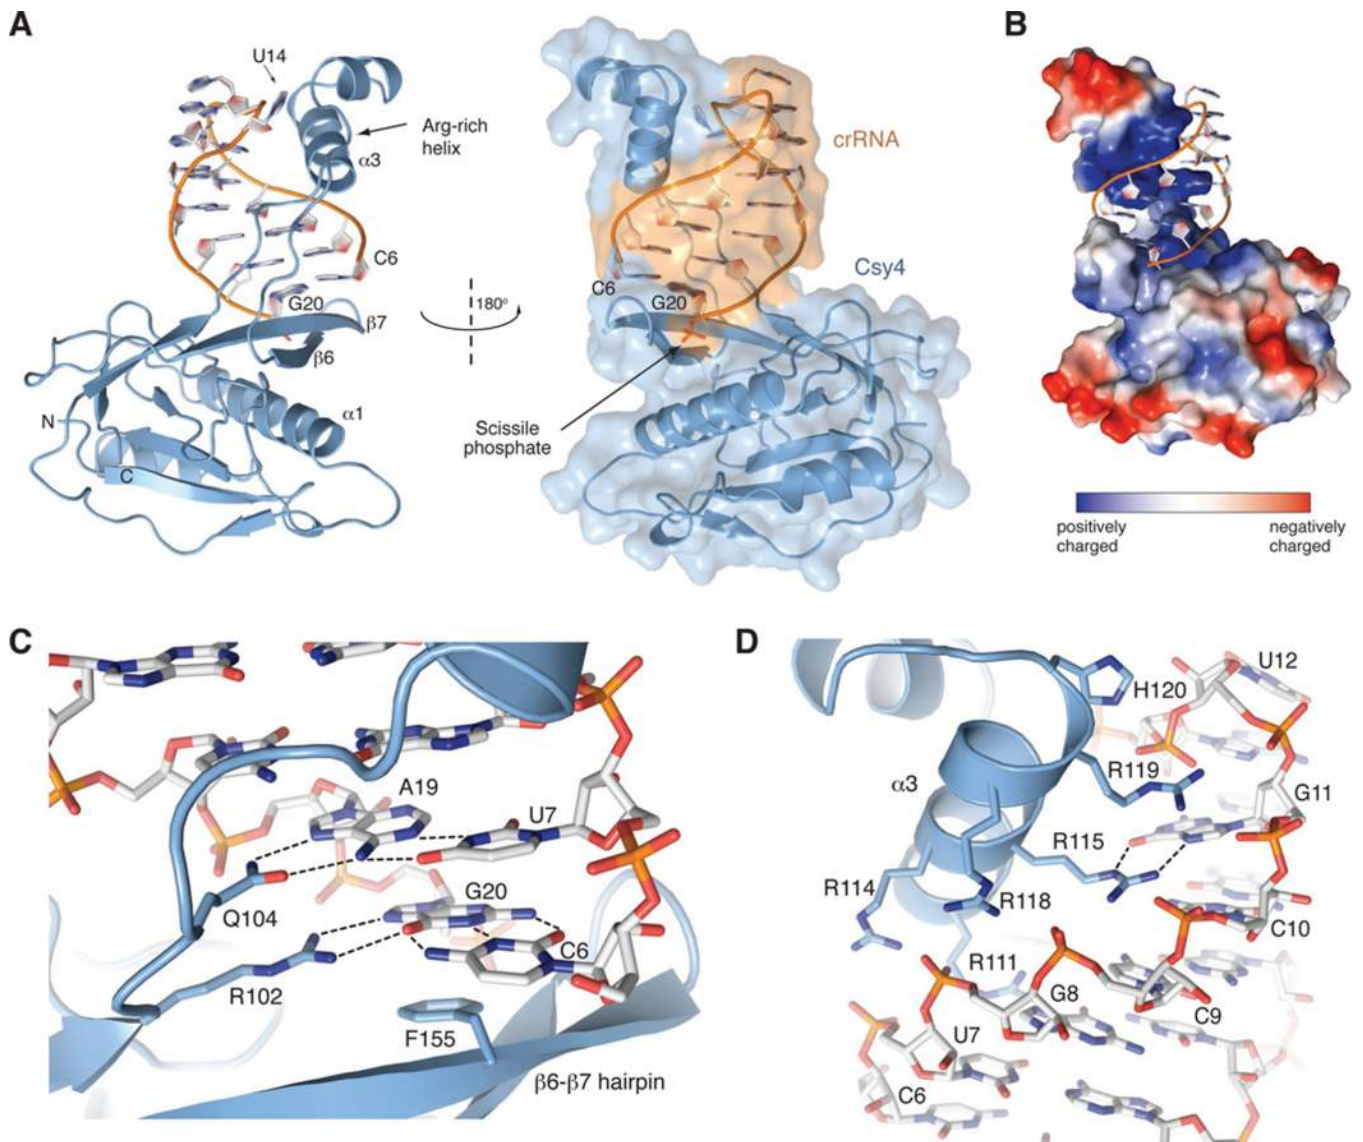 A
U14
Arg-rich
helix
α3
C6
G20
β7
β6
α1
N
C
180°
crRNA
Csy4
C6
G20
Scissile
phosphate
B
positively
charged
negatively
charged
C
A19
U7
Q104
G20
C6
R102
F155
β6-β7 hairpin
D
U12
H120
R119
α3
G11
R115
R114
R118
C10
R111
G8
C9
U7
C6